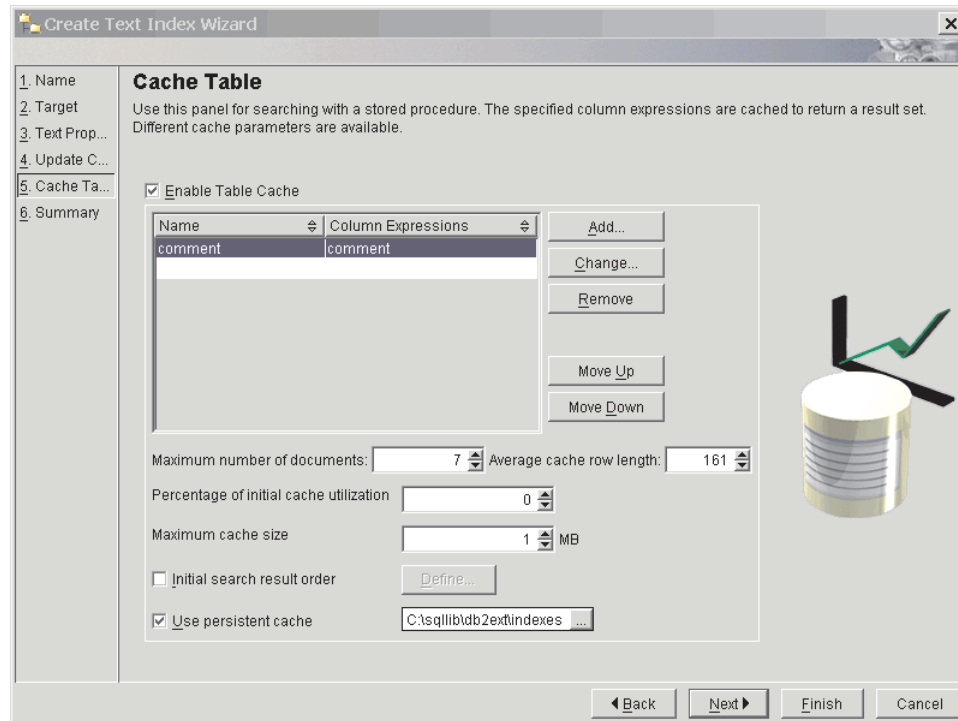 Create Text Index Wizard
1. Name
2. Target
3. Text Prop...
4. Update C...
5. Cache Ta...
6. Summary
Cache Table
Use this panel for searching with a stored procedure. The specified column expressions are cached to return a result set.
Different cache parameters are available.
Enable Table Cache
Name Column Expressions
comment comment
Add...
Change...
Remove
Move Up
Move Down
Maximum number of documents: 7 Average cache row length: 161
Percentage of initial cache utilization 0
Maximum cache size 1 MB
Initial search result order Define...
Use persistent cache C:\sqllib\db2ext\indexes ...
Back Next Finish Cancel